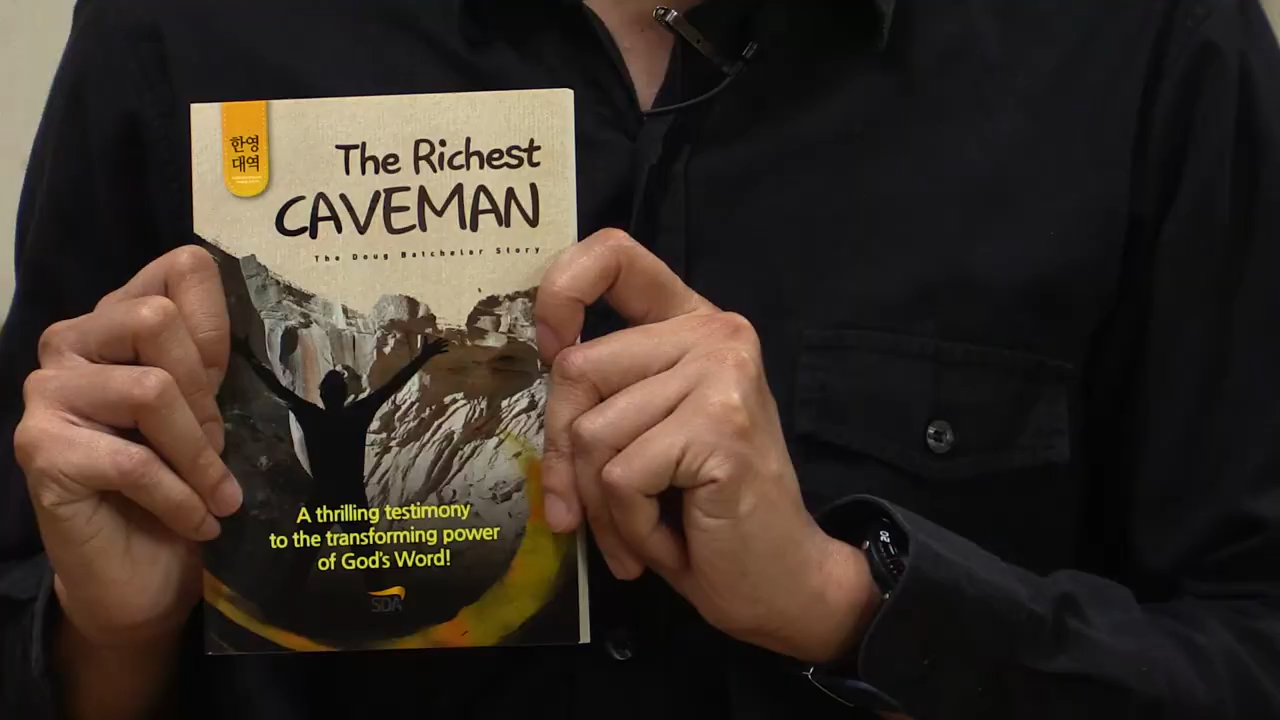 한영
대역
The Richest
CAVEMAN
The Doug Batchelor Story
A thrilling testimony
to the transforming power
of God's Word!
SDA
20